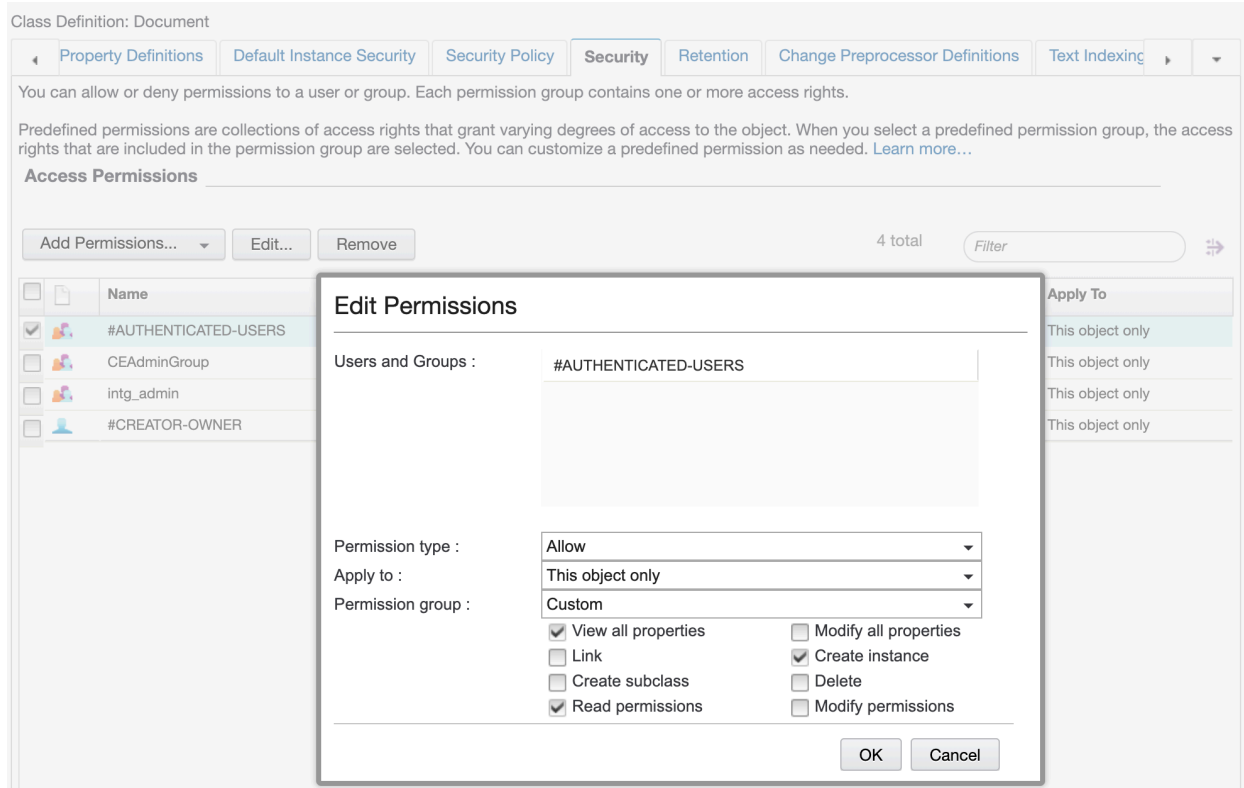 Class Definition: Document
Property Definitions Default Instance Security Security Policy Security Retention Change Preprocessor Definitions Text Indexing
You can allow or deny permissions to a user or group. Each permission group contains one or more access rights.
Predefined permissions are collections of access rights that grant varying degrees of access to the object. When you select a predefined permission group, the access
rights that are included in the permission group are selected. You can customize a predefined permission as needed. Learn more…
Access Permissions
Add Permissions... Edit... Remove 4 total Filter
Name Apply To
#AUTHENTICATED-USERS This object only
CEAdminGroup This object only
intg_admin This object only
#CREATOR-OWNER This object only
Edit Permissions
Users and Groups : #AUTHENTICATED-USERS
Permission type : Allow
Apply to : This object only
Permission group : Custom
View all properties Modify all properties
Link Create instance
Create subclass Delete
Read permissions Modify permissions
OK Cancel